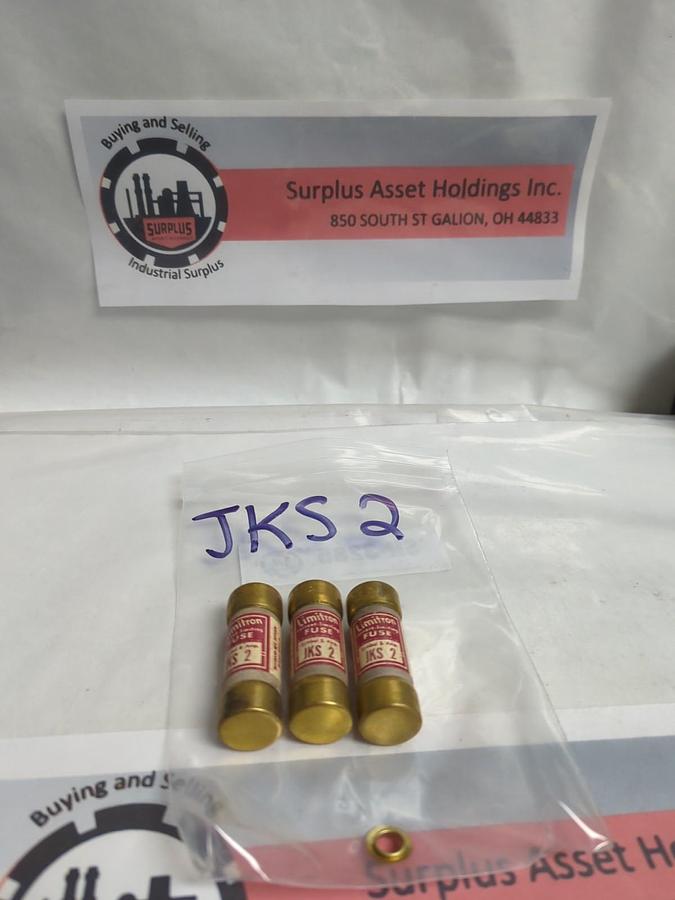 Buying and Selling
SURPLUS
Industrial Surplus
Surplus Asset Holdings Inc.
850 SOUTH ST GALION, OH 44833
JKS 2
Limitron
FUSE
JKS 2
Limitron
FUSE
JKS 2
Limitron
FUSE
JKS 2
Buying and Selling
Surplus Asset